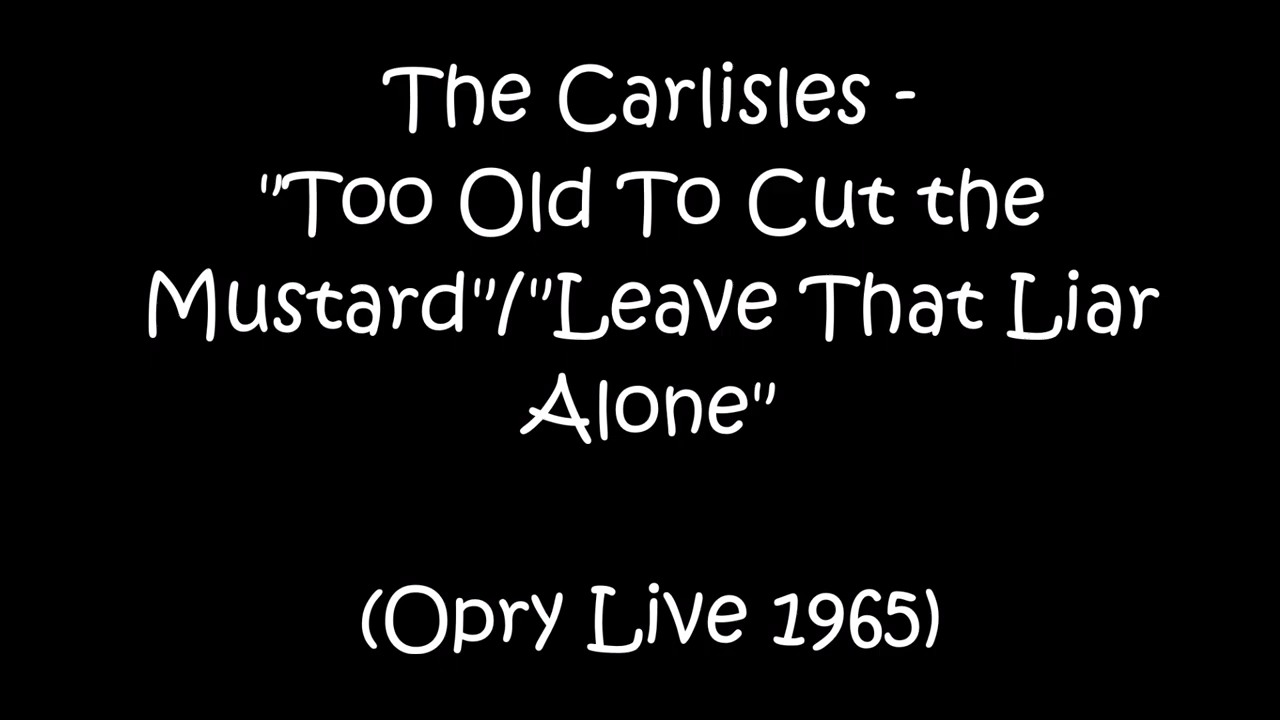 The Carlisles -
"Too Old To Cut the
Mustard"/"Leave That Liar
Alone"
(Opry Live 1965)